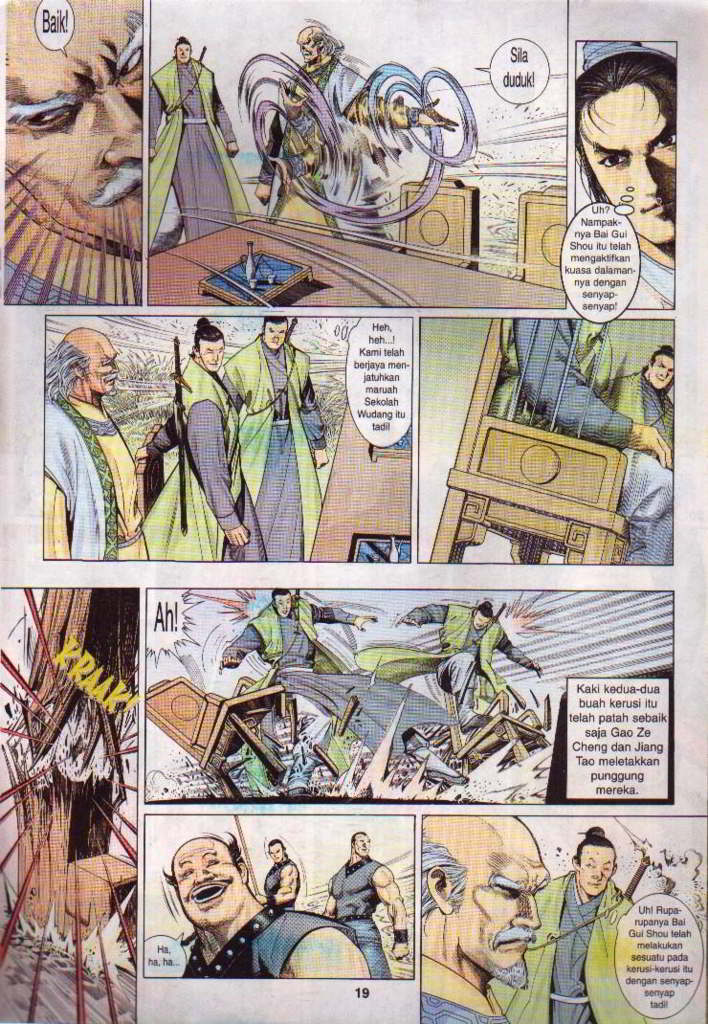 Baik!
Sila
duduk!
Uh?
Nampak-
nya Bai Gui
Shou itu telah
mengaktifkan
kuasa dalaman-
nya dengan
senyap-
senyap!
Heh,
heh...!
Kami telah
berjaya men-
jatuhkan
maruah
Sekolah
Wudang itu
tadi!
KRAAK!
Ah!
Kaki kedua-dua
buah kerusi itu
telah patah sebaik
saja Gao Ze
Cheng dan Jiang
Tao meletakkan
punggung
mereka.
Ha,
ha, ha...
Uh! Rupa-
rupanya Bai
Gui Shou telah
melakukan
sesuatu pada
kerusi-kerusi itu
dengan senyap-
senyap
tadi!
19